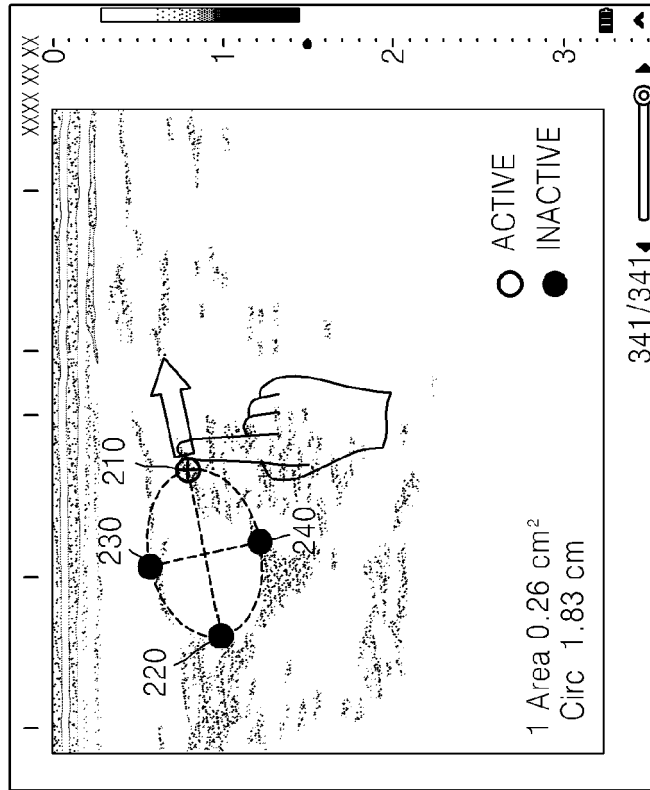 XXXX XX XX
0
1
2
3
230
210
220
240
ACTIVE
INACTIVE
1 Area 0.26 cm²
Circ 1.83 cm
341/341